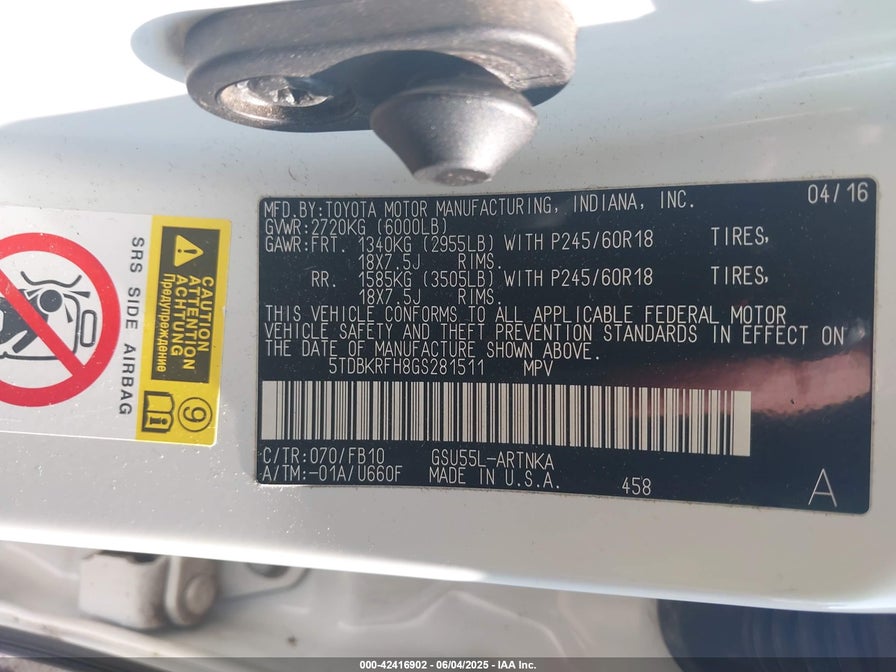 MFD.BY:TOYOTA MOTOR MANUFACTURING, INDIANA, INC. 04/16
GVWR:2720KG (6000LB)
GAWR:FRT. 1340KG (2955LB) WITH P245/60R18 TIRES,
18X7.5J RIMS.
RR. 1585KG (3505LB) WITH P245/60R18 TIRES,
18X7.5J RIMS.
THIS VEHICLE CONFORMS TO ALL APPLICABLE FEDERAL MOTOR
VEHICLE SAFETY AND THEFT PREVENTION STANDARDS IN EFFECT ON
THE DATE OF MANUFACTURE SHOWN ABOVE.
5TDBKRFH8GS281511 MPV
C/TR:070/FB10 GSU55L-ARTNKA
A/TM:-01A/U660F MADE IN U.S.A. 458 A
SRS SIDE AIRBAG
CAUTION
ATTENTION
ACHTUNG
Предупреждение
9
i
000-42416902 - 06/04/2025 - IAA Inc.